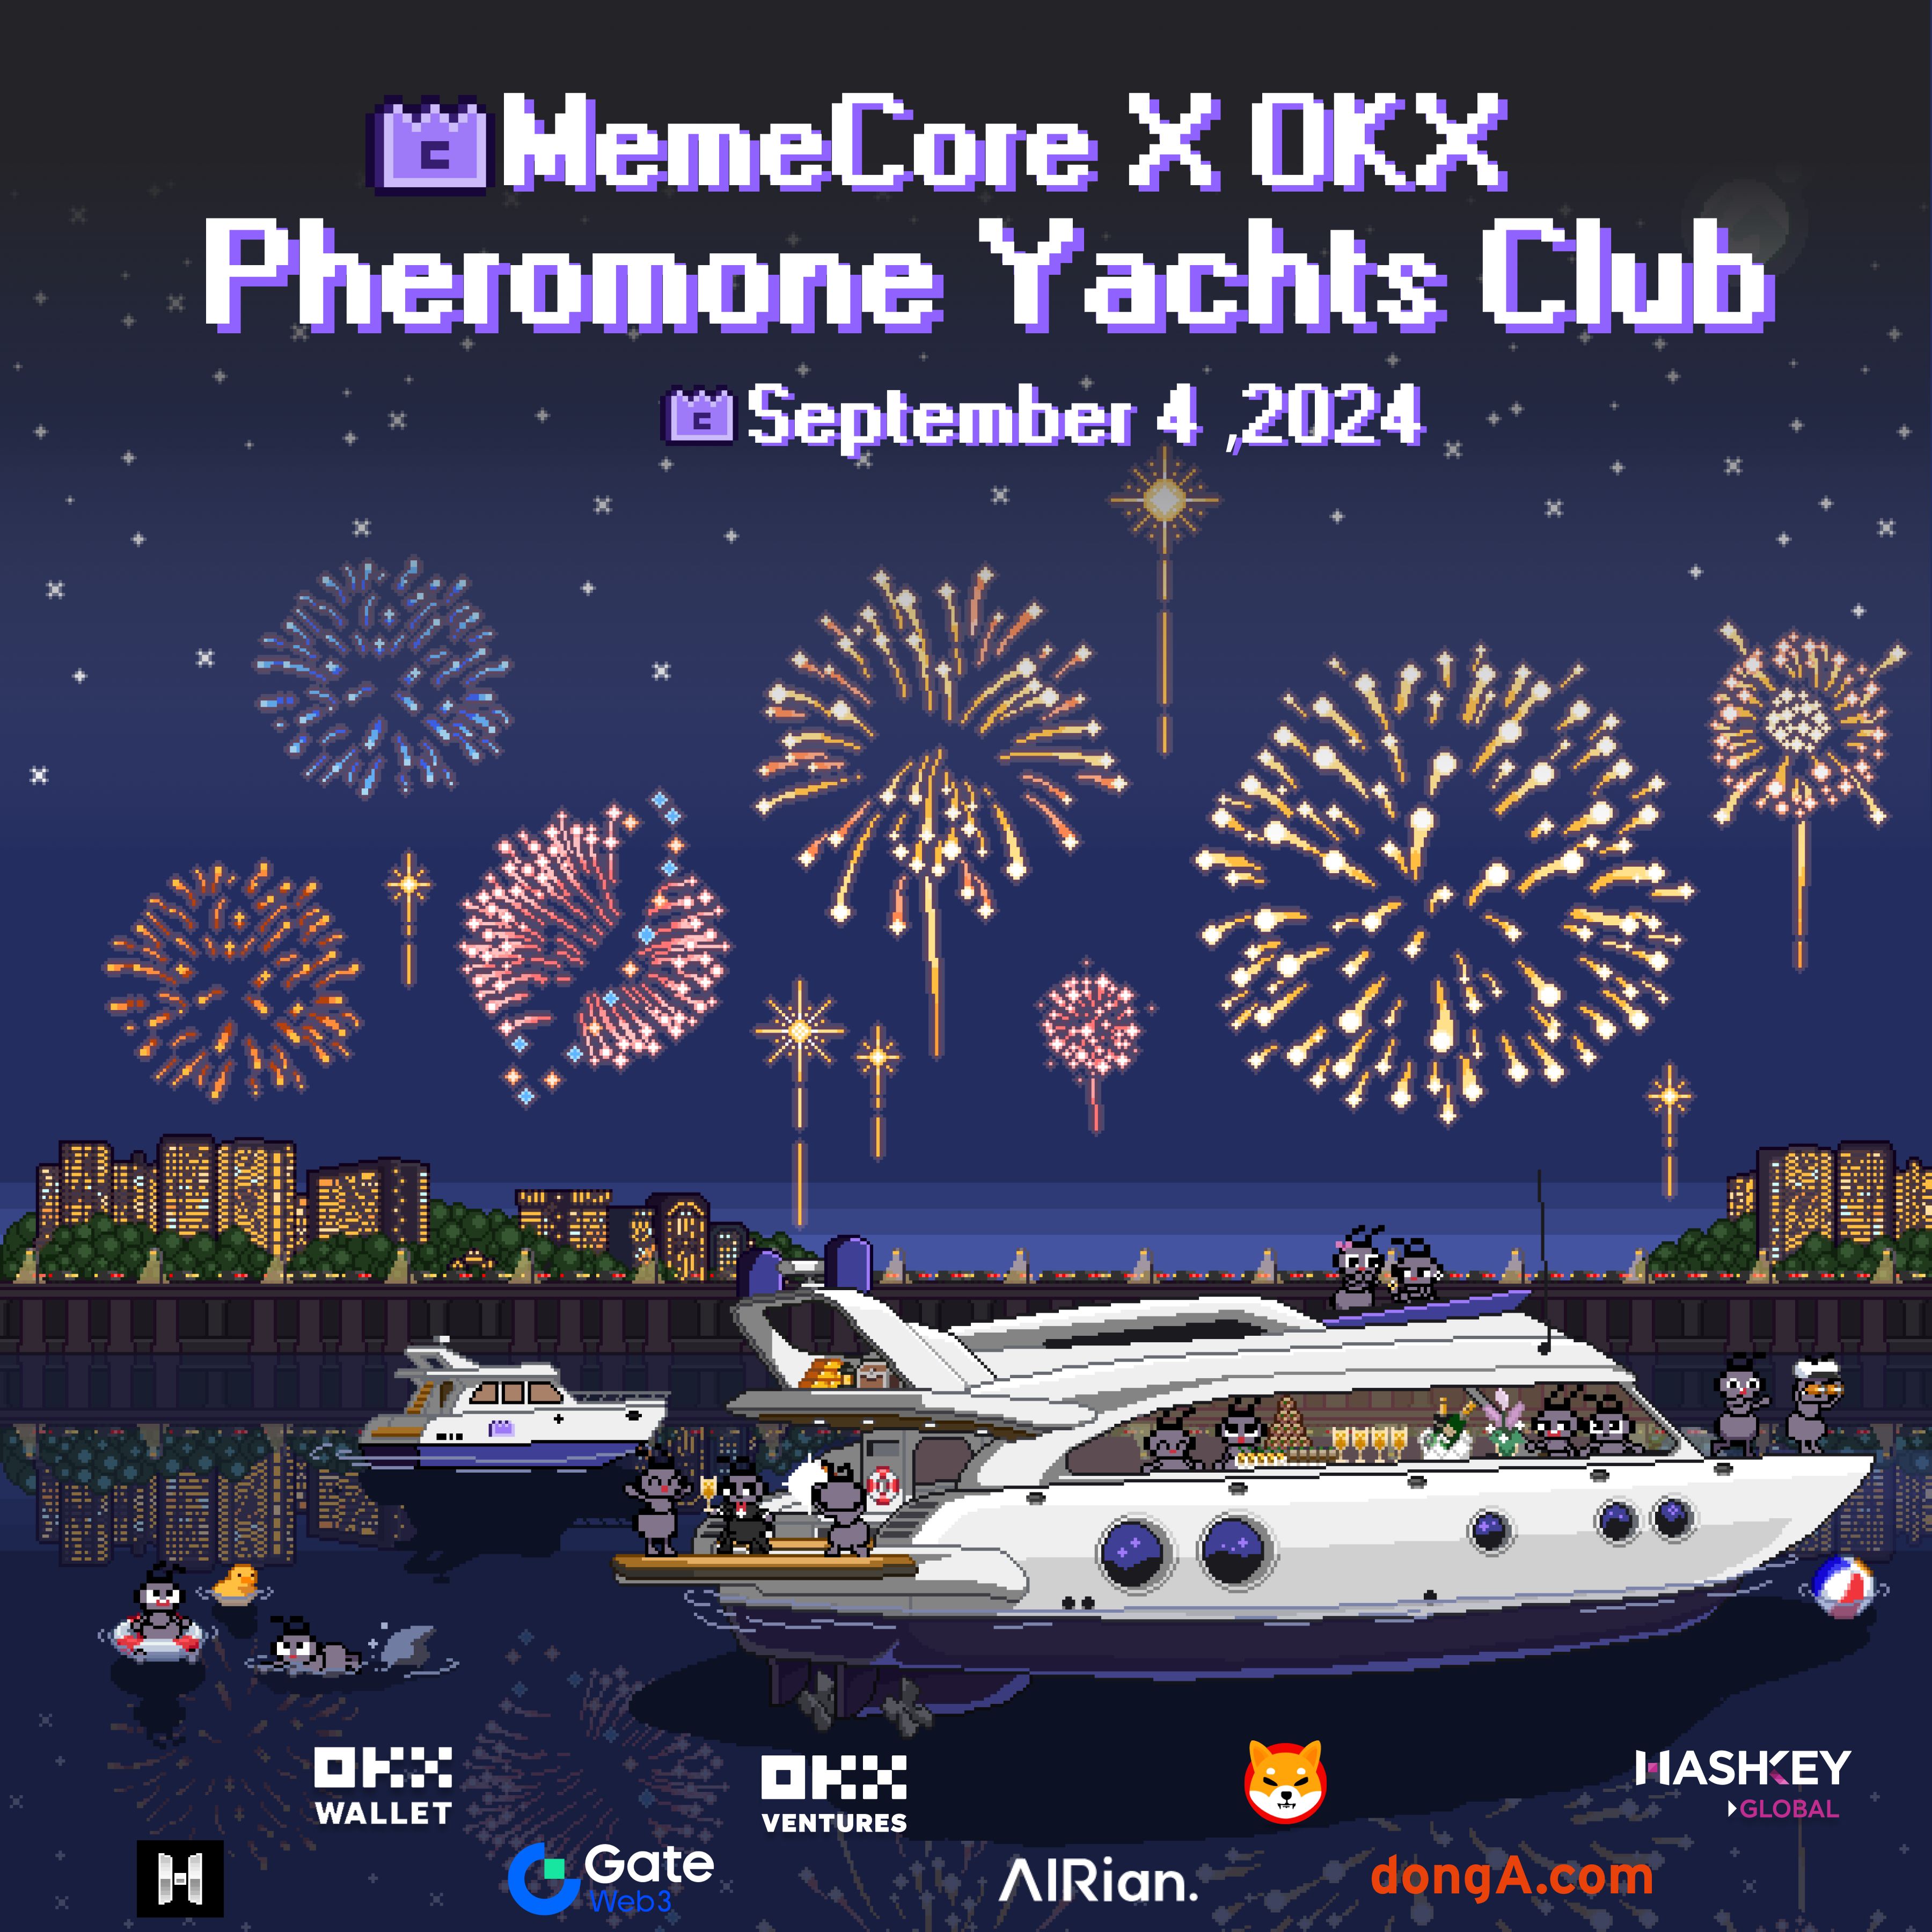 MemeCore X OKX
Pheromone Yachts Club
September 4 ,2024
OKX
WALLET
OKX
VENTURES
HASHKEY
GLOBAL
H
Gate
Web3
AIRian.
dongA.com